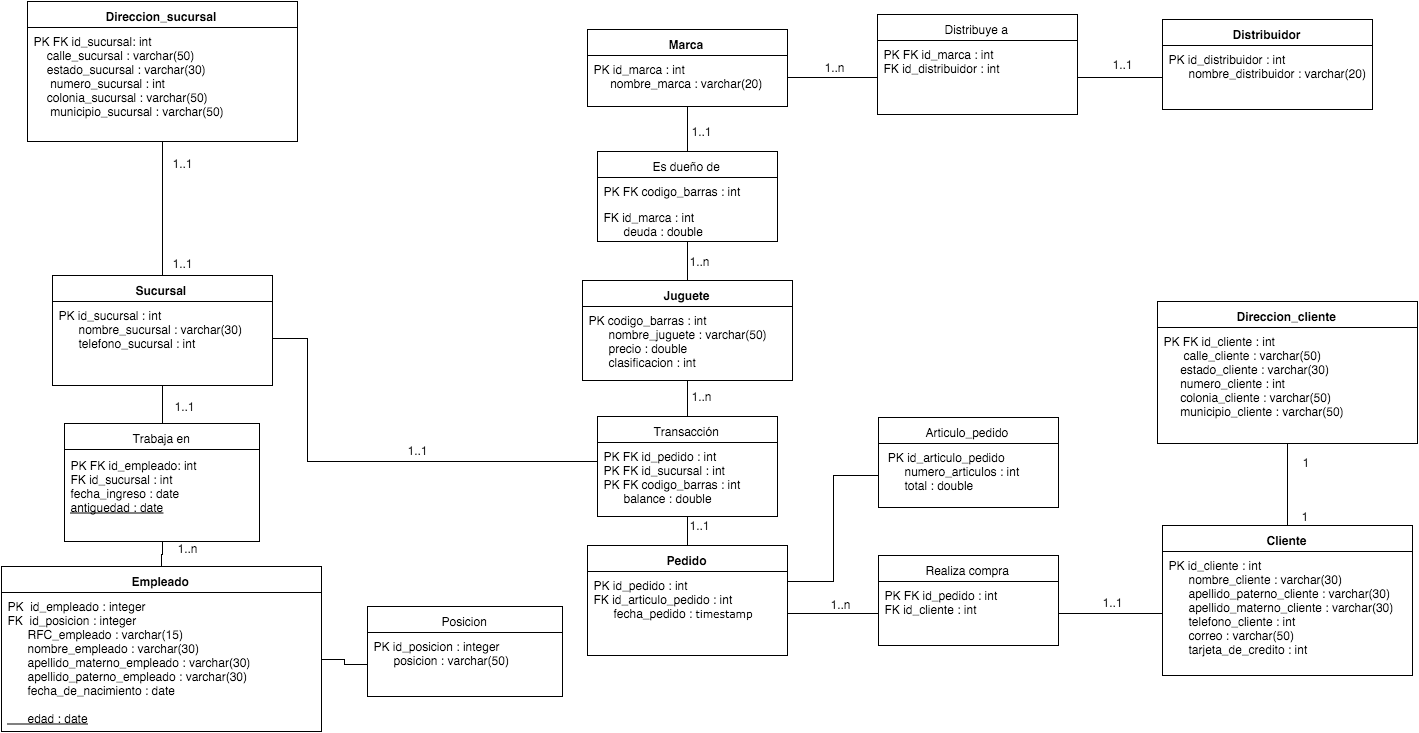 Direccion_sucursal
PK FK id_sucursal: int
calle_sucursal : varchar(50)
estado_sucursal : varchar(30)
numero_sucursal : int
colonia_sucursal : varchar(50)
municipio_sucursal : varchar(50)
1..1
1..1
Sucursal
PK id_sucursal : int
nombre_sucursal : varchar(30)
telefono_sucursal : int
1..1
Trabaja en
PK FK id_empleado: int
FK id_sucursal : int
fecha_ingreso : date
antiguedad : date
1..n
Empleado
PK id_empleado : integer
FK id_posicion : integer
RFC_empleado : varchar(15)
nombre_empleado : varchar(30)
apellido_materno_empleado : varchar(30)
apellido_paterno_empleado : varchar(30)
fecha_de_nacimiento : date
edad : date
Posicion
PK id_posicion : integer
posicion : varchar(50)
Marca
PK id_marca : int
nombre_marca : varchar(20)
1..n
Distribuye a
PK FK id_marca : int
FK id_distribuidor : int
1..1
Distribuidor
PK id_distribuidor : int
nombre_distribuidor : varchar(20)
1..1
Es dueño de
PK FK codigo_barras : int
FK id_marca : int
deuda : double
1..n
Juguete
PK codigo_barras : int
nombre_juguete : varchar(50)
precio : double
clasificacion : int
1..n
1..1
Transacción
PK FK id_pedido : int
PK FK id_sucursal : int
PK FK codigo_barras : int
balance : double
1..1
Pedido
PK id_pedido : int
FK id_articulo_pedido : int
fecha_pedido : timestamp
Articulo_pedido
PK id_articulo_pedido
numero_articulos : int
total : double
1..n
Realiza compra
PK FK id_pedido : int
FK id_cliente : int
1..1
Direccion_cliente
PK FK id_cliente : int
calle_cliente : varchar(50)
estado_cliente : varchar(30)
numero_cliente : int
colonia_cliente : varchar(50)
municipio_cliente : varchar(50)
1
1
Cliente
PK id_cliente : int
nombre_cliente : varchar(30)
apellido_paterno_cliente : varchar(30)
apellido_materno_cliente : varchar(30)
telefono_cliente : int
correo : varchar(50)
tarjeta_de_credito : int